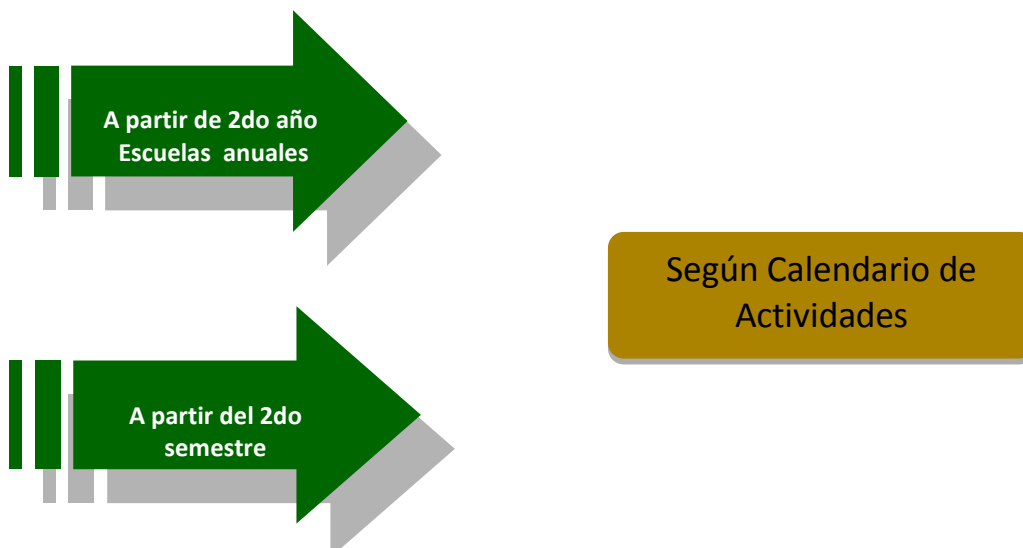 A partir de 2do año
Escuelas anuales
Según Calendario de
Actividades
A partir del 2do
semestre